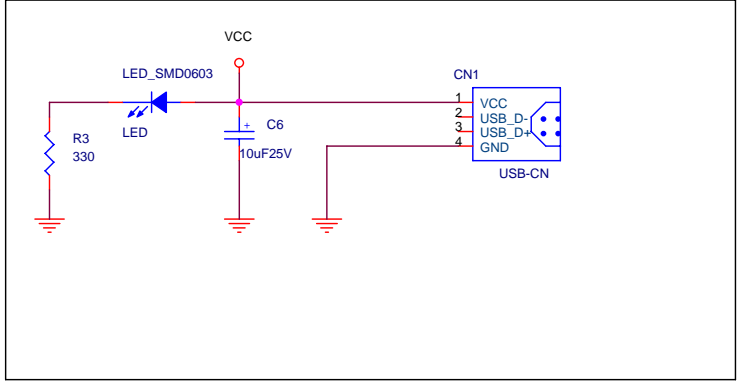 VCC
LED_SMD0603
CN1
1
VCC
2
USB_D-
3
USB_D+
4
GND
+
C6
LED
R3
330
10uF25V
USB-CN